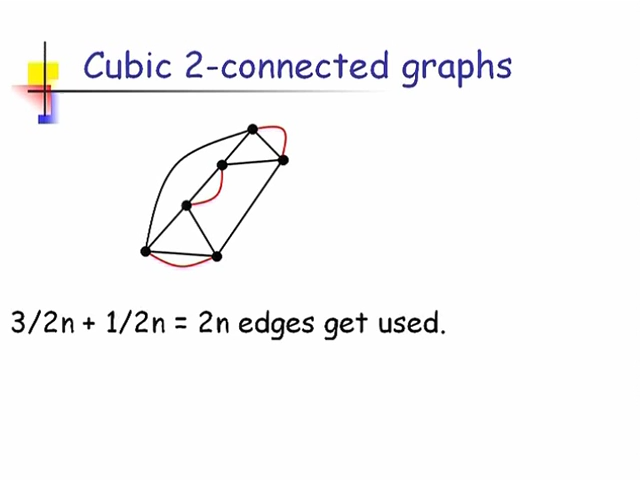 Cubic 2-connected graphs
3/2n + 1/2n = 2n edges get used.